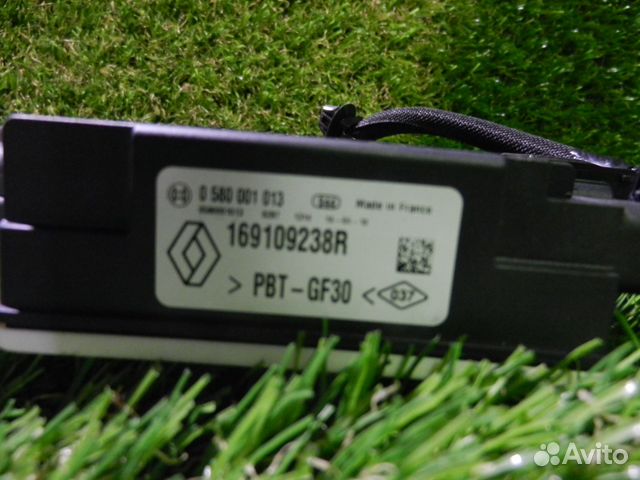 0 580 001 013 Made in France
169109238R
> PBT-GF30 < 037
Avito